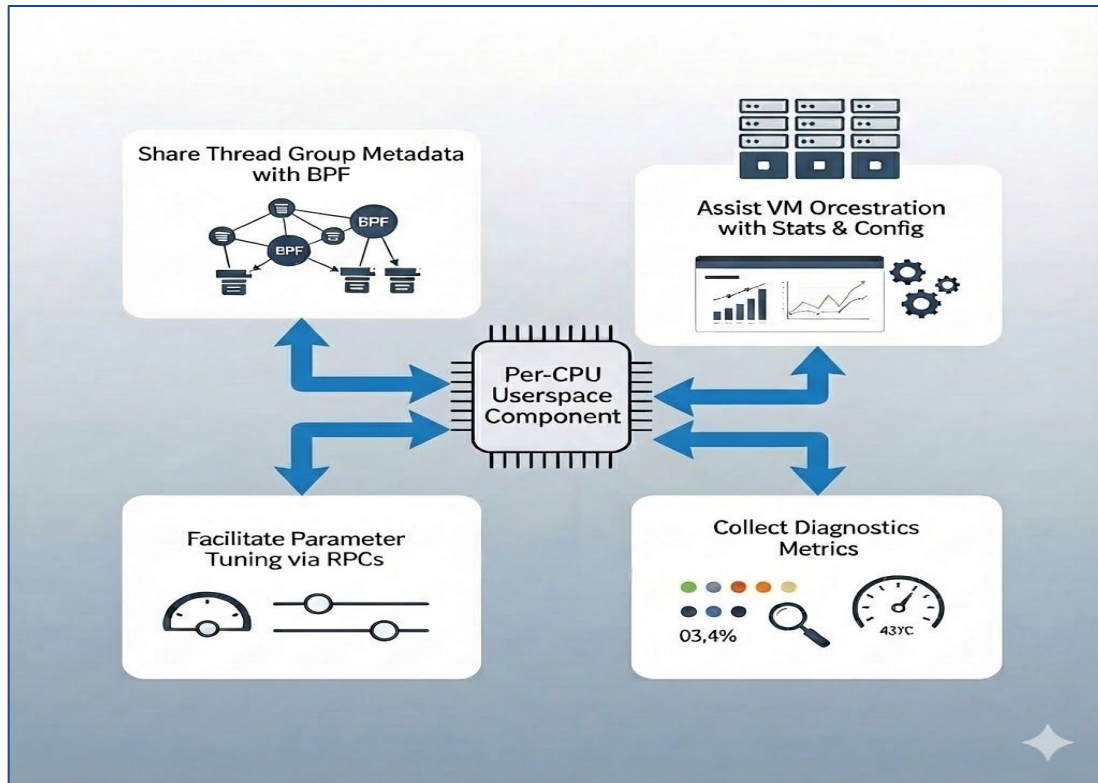 Share Thread Group Metadata
with BPF
BPF
BPF
Assist VM Orcestration
with Stats & Config
Per-CPU
Userspace
Component
Facilitate Parameter
Tuning via RPCs
Collect Diagnostics
Metrics
03,4%